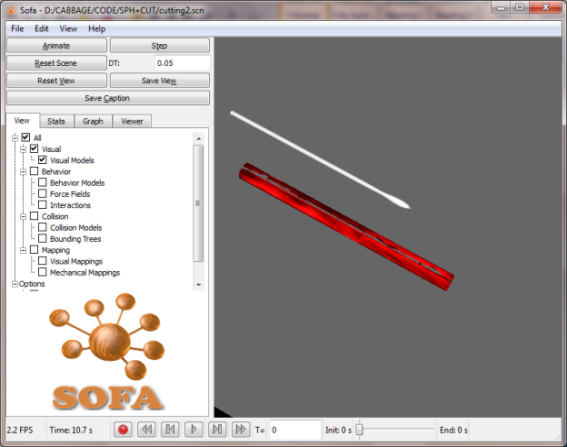 Sofa - D:/CABBAGE/CODE/SPH+CUT/cutting2.scn
File Edit View Help
Animate Step
Reset Scene DT: 0.05
Reset View Save View
Save Caption
View Stats Graph Viewer
All
Visual
Visual Models
Behavior
Behavior Models
Force Fields
Interactions
Collision
Collision Models
Bounding Trees
Mapping
Visual Mappings
Mechanical Mappings
Options
SOFA
2.2 FPS Time: 10.7 s T= 0 Init: 0 s End: 0 s